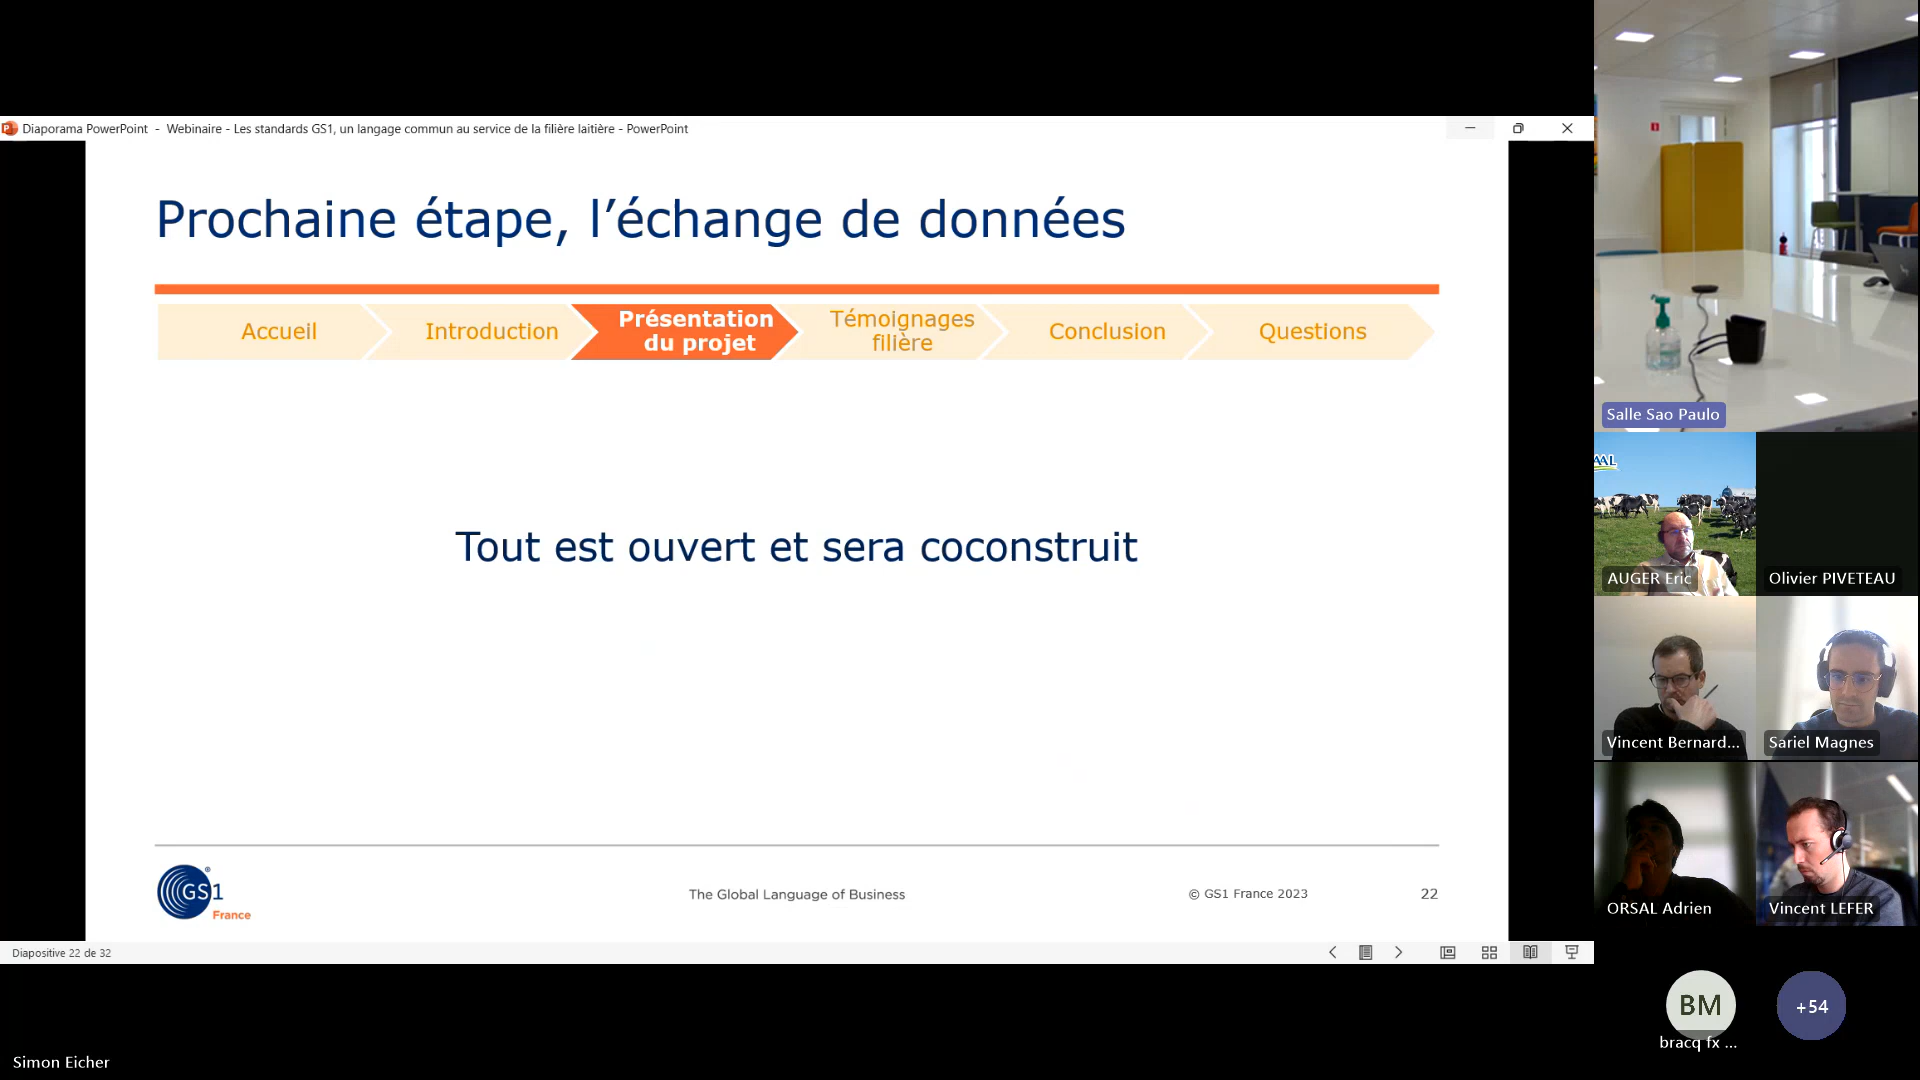 Diaporama PowerPoint - Webinaire - Les standards GS1, un langage commun au service de la filière laitière - PowerPoint
Prochaine étape, l’échange de données
Accueil
Introduction
Présentation
du projet
Témoignages
filière
Conclusion
Questions
Tout est ouvert et sera coconstruit
GS1
®
France
The Global Language of Business
© GS1 France 2023
22
Diapositive 22 de 32
Simon Eicher
Salle Sao Paulo
AUGER Eric
Olivier PIVETEAU
Vincent Bernard...
Sariel Magnes
ORSAL Adrien
Vincent LEFER
BM
bracq fx ...
+54